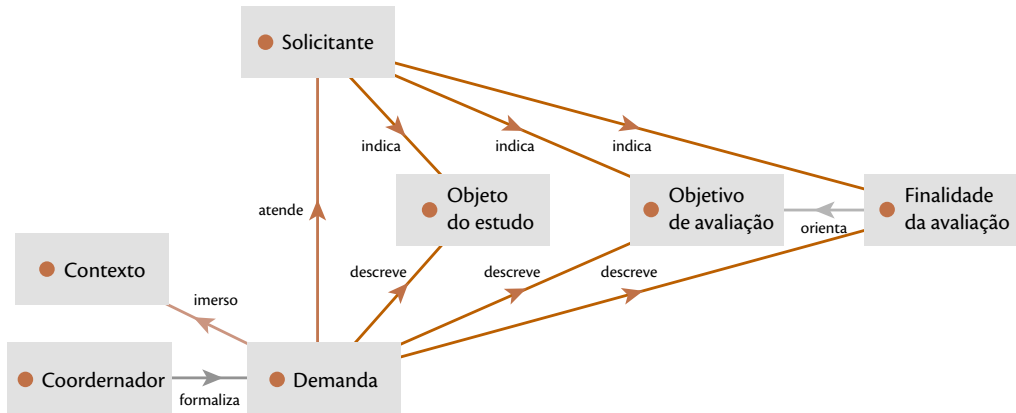 Solicitante
indica
indica
indica
Objeto
do estudo
Objetivo
de avaliação
Finalidade
da avaliação
atende
orienta
Contexto
descreve
descreve
descreve
imerso
Coordernador
formaliza
Demanda